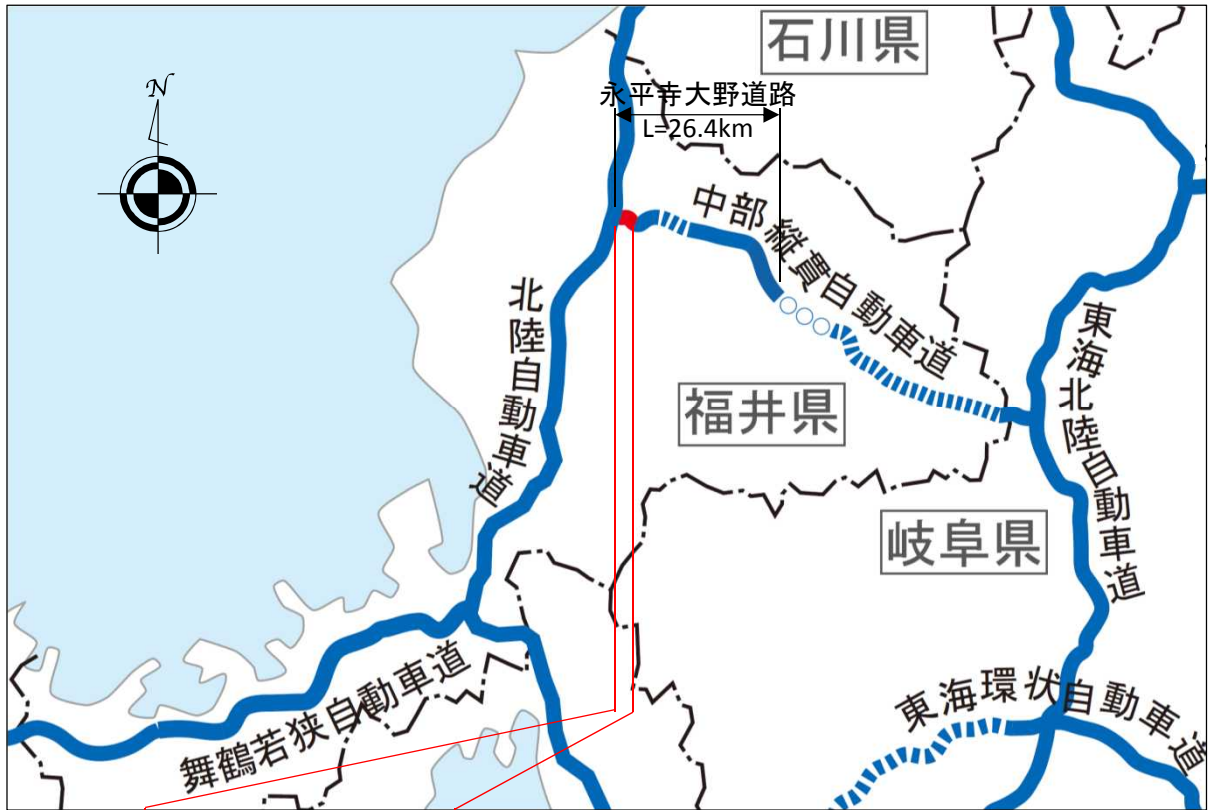 石川県
N
永平寺大野道路
L=26.4km
中部縦貫自動車道
北陸自動車道
東海北陸自動車道
福井県
岐阜県
舞鶴若狭自動車道
東海環状自動車道